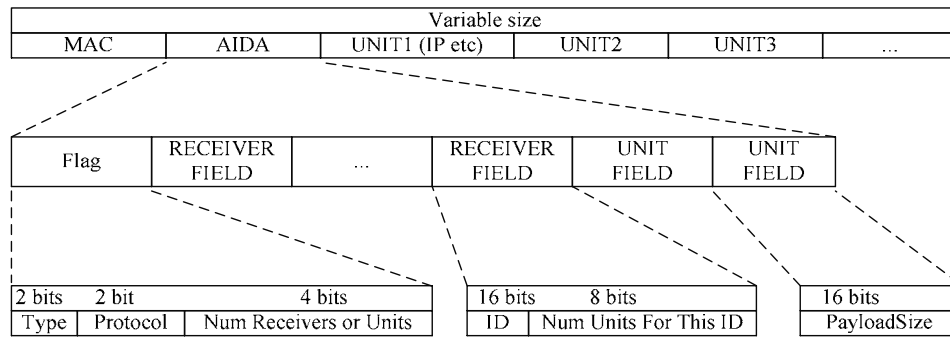 Variable size
MAC AIDA UNIT1 (IP etc) UNIT2 UNIT3 ...
Flag RECEIVER FIELD ... RECEIVER FIELD UNIT FIELD UNIT FIELD
2 bits 2 bit 4 bits 16 bits 8 bits 16 bits
Type Protocol Num Receivers or Units ID Num Units For This ID PayloadSize